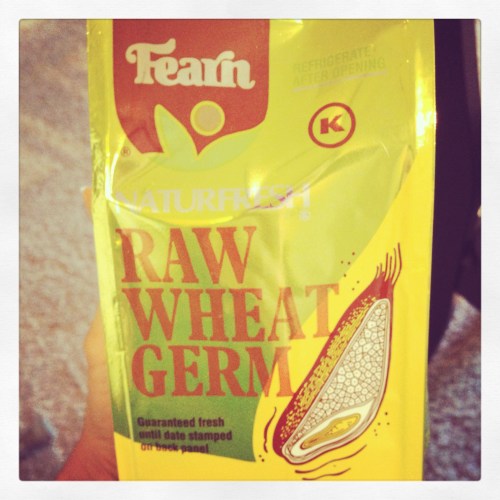 Fearn
REFRIGERATE
AFTER OPENING
K
®
NATURFRESH
RAW
WHEAT
GERM
Guaranteed fresh
until date stamped
on back panel